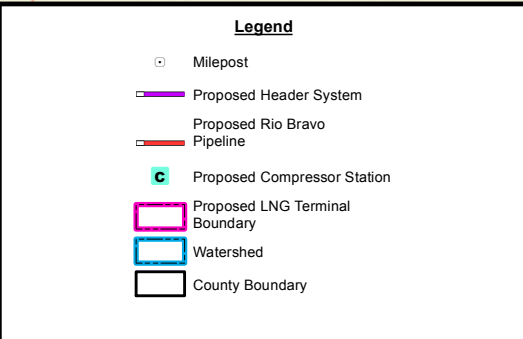 Legend
Milepost
Proposed Header System
Proposed Rio Bravo
Pipeline
C Proposed Compressor Station
Proposed LNG Terminal
Boundary
Watershed
County Boundary